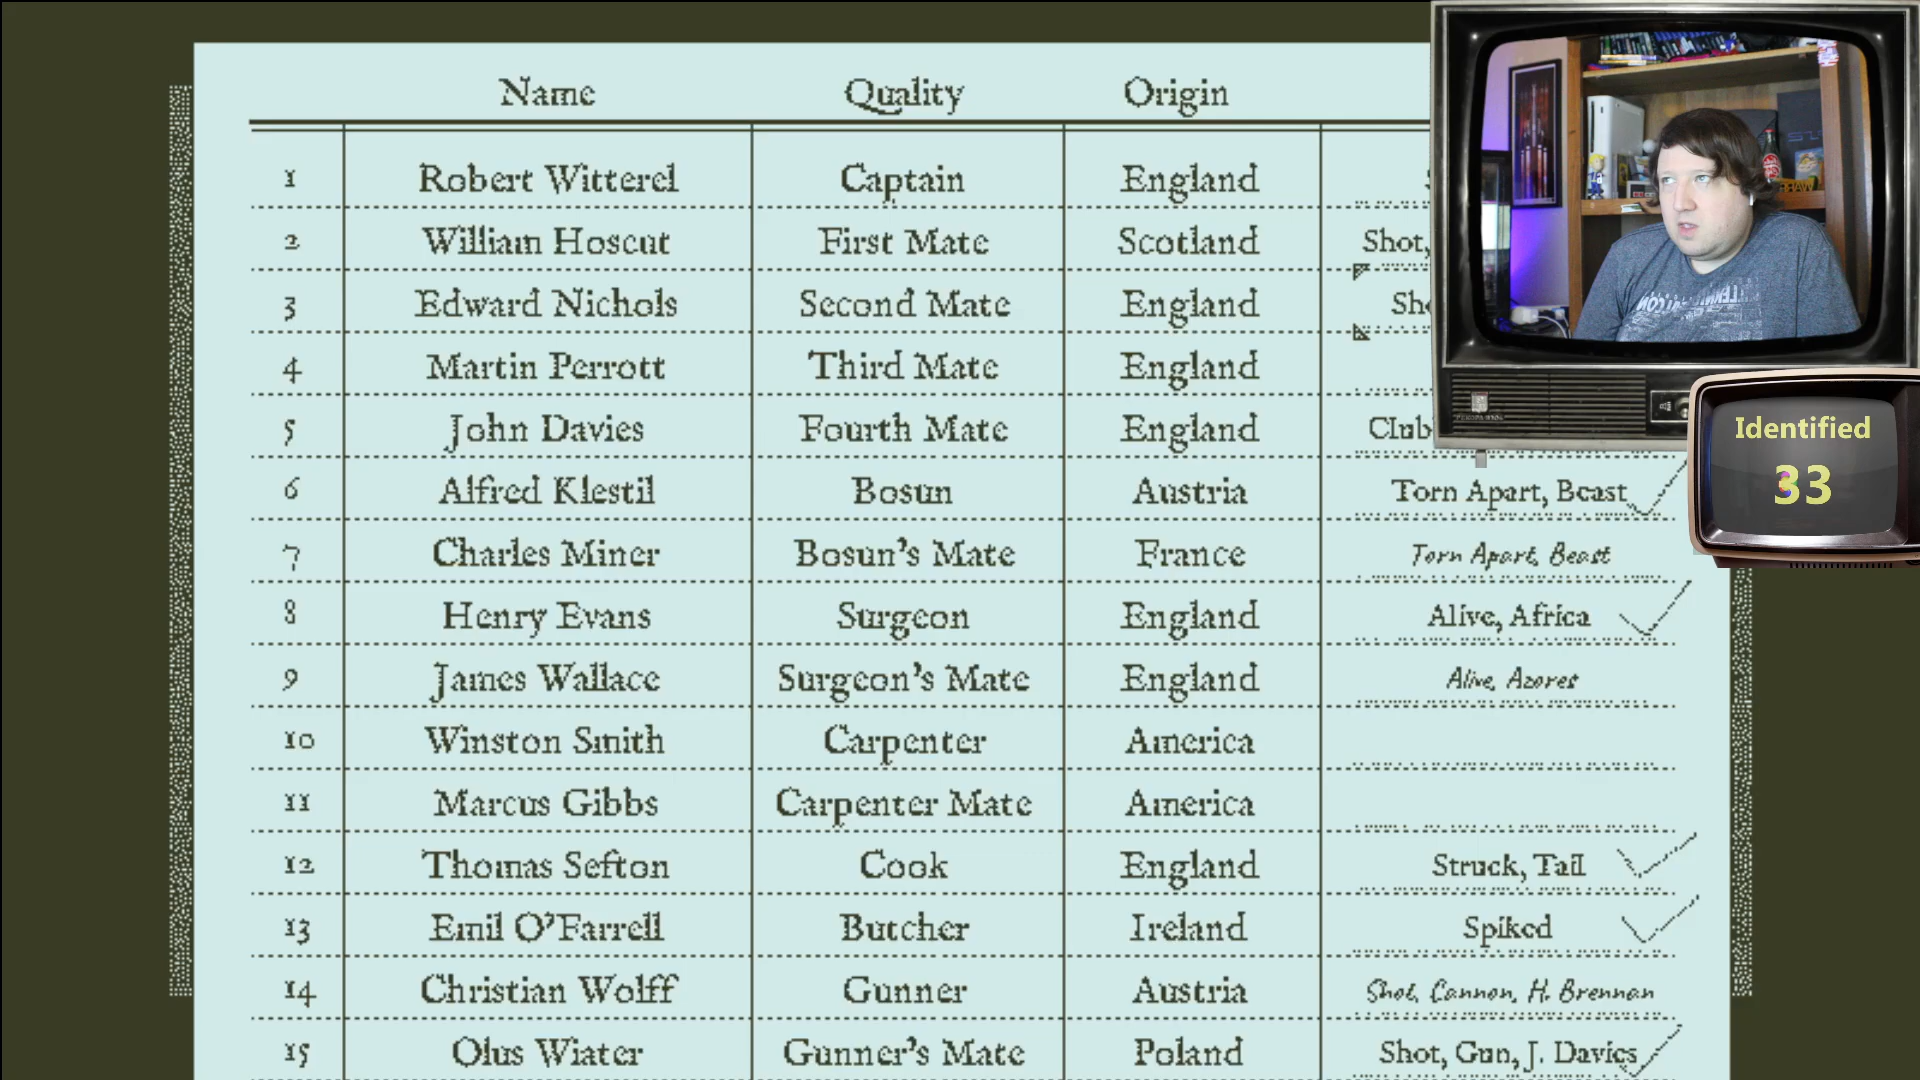 Name Quality Origin
1 Robert Witterel Captain England
2 William Hoscut First Mate Scotland Shot,
3 Edward Nichols Second Mate England
4 Martin Perrott Third Mate England
5 John Davies Fourth Mate England Club
6 Alfred Klestil Bosun Austria Torn Apart, Beast
7 Charles Miner Bosun's Mate France Torn Apart, Beast
8 Henry Evans Surgeon England Alive, Africa
9 James Wallace Surgeon's Mate England Alive, Azores
10 Winston Smith Carpenter America
11 Marcus Gibbs Carpenter Mate America
12 Thomas Sefton Cook England Struck, Tail
13 Emil O'Farrell Butcher Ireland Spiked
14 Christian Wolff Gunner Austria Shot, Cannon, H. Brennan
15 Olus Wiater Gunner's Mate Poland Shot, Gun, J. Davies
Identified
33